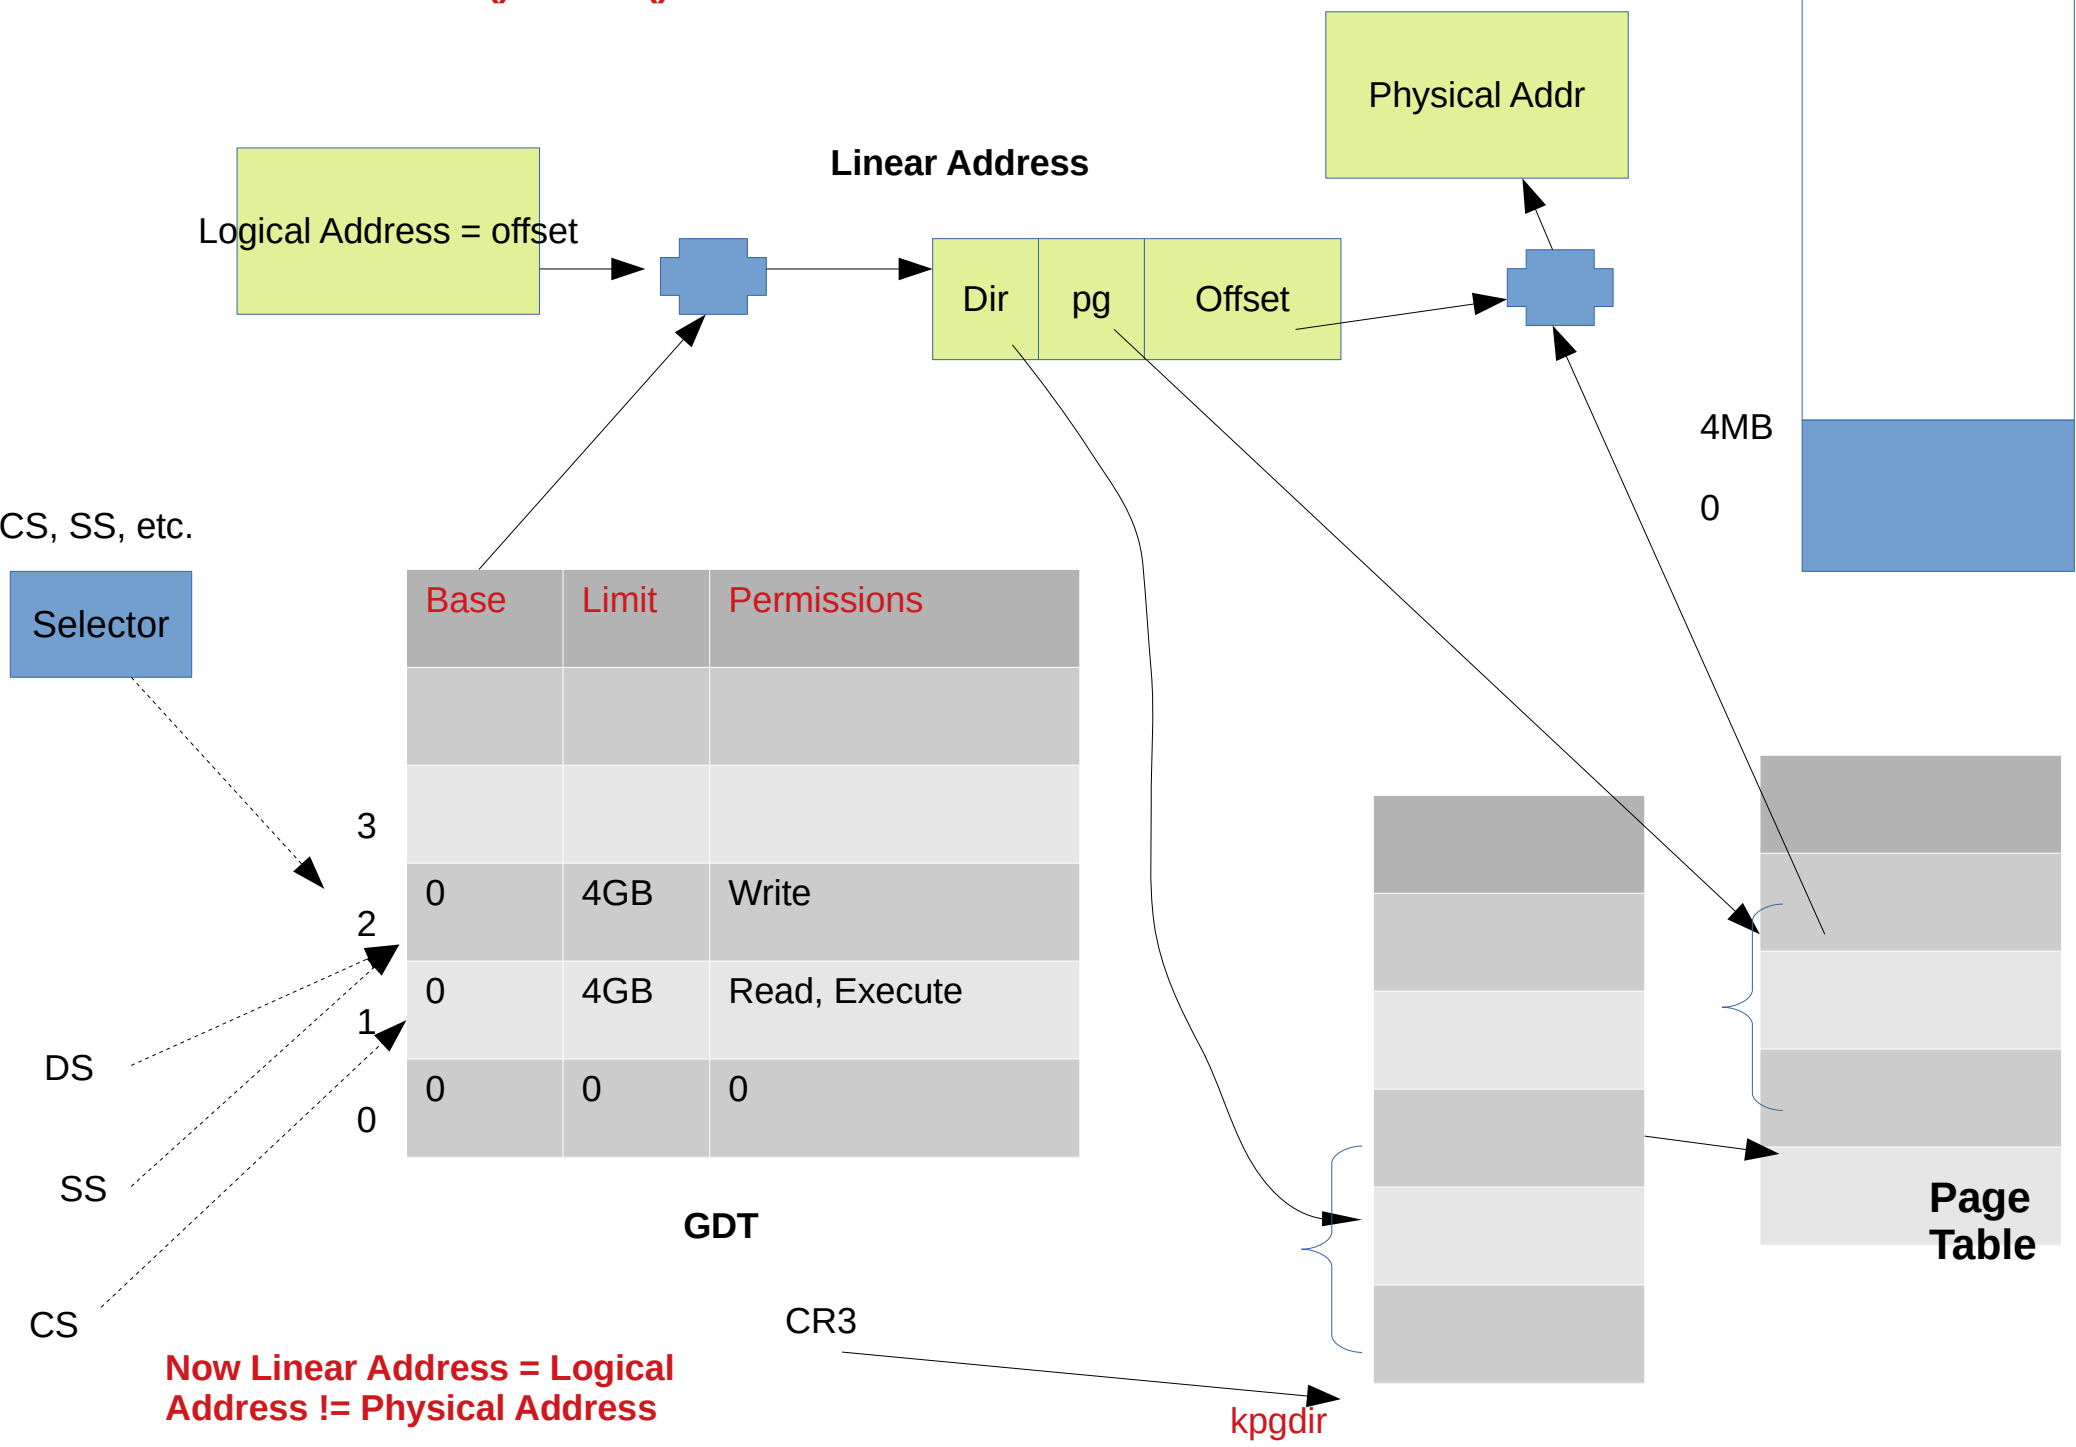 Physical Addr
Linear Address
Logical Address = offset
Dir
pg
Offset
4MB
0
CS, SS, etc.
Selector
Base
Limit
Permissions
3
2
0
4GB
Write
1
0
4GB
Read, Execute
0
0
0
0
DS
SS
CS
GDT
Page
Table
CR3
kpgdir
Now Linear Address = Logical
Address != Physical Address